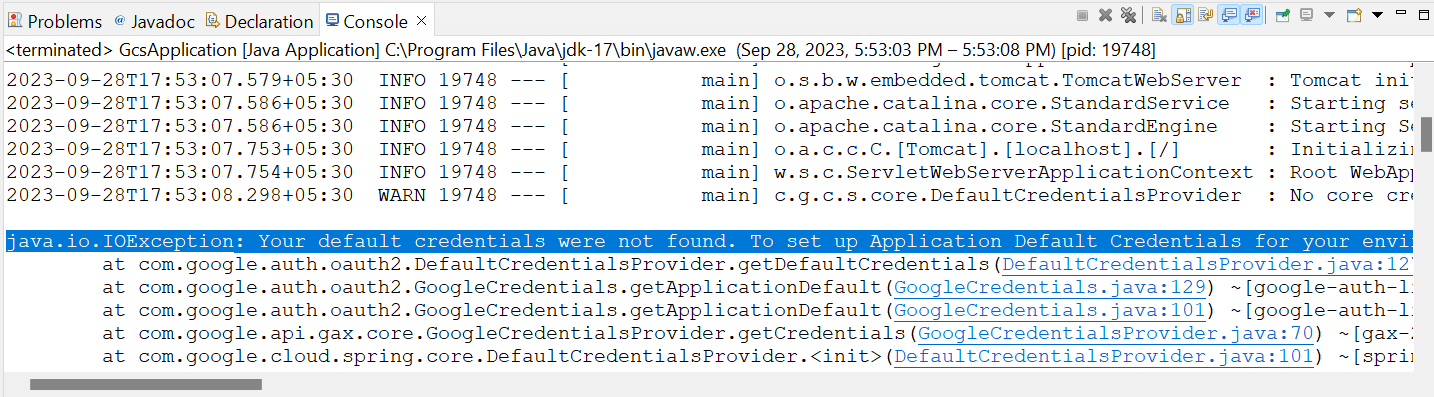 Problems Javadoc Declaration Console
<terminated> GcsApplication [Java Application] C:\Program Files\Java\jdk-17\bin\javaw.exe (Sep 28, 2023, 5:53:03 PM – 5:53:08 PM) [pid: 19748]
2023-09-28T17:53:07.579+05:30  INFO 19748 --- [           main] o.s.b.w.embedded.tomcat.TomcatWebServer  : Tomcat init
2023-09-28T17:53:07.586+05:30  INFO 19748 --- [           main] o.apache.catalina.core.StandardService   : Starting se
2023-09-28T17:53:07.586+05:30  INFO 19748 --- [           main] o.apache.catalina.core.StandardEngine    : Starting Se
2023-09-28T17:53:07.753+05:30  INFO 19748 --- [           main] o.a.c.c.C.[Tomcat].[localhost].[/]       : Initializin
2023-09-28T17:53:07.754+05:30  INFO 19748 --- [           main] w.s.c.ServletWebServerApplicationContext : Root WebApp
2023-09-28T17:53:08.298+05:30  WARN 19748 --- [           main] c.g.c.s.core.DefaultCredentialsProvider  : No core cre
java.io.IOException: Your default credentials were not found. To set up Application Default Credentials for your envi
at com.google.auth.oauth2.DefaultCredentialsProvider.getDefaultCredentials(DefaultCredentialsProvider.java:127
at com.google.auth.oauth2.GoogleCredentials.getApplicationDefault(GoogleCredentials.java:129) ~[google-auth-li
at com.google.auth.oauth2.GoogleCredentials.getApplicationDefault(GoogleCredentials.java:101) ~[google-auth-li
at com.google.api.gax.core.GoogleCredentialsProvider.getCredentials(GoogleCredentialsProvider.java:70) ~[gax-2
at com.google.cloud.spring.core.DefaultCredentialsProvider.<init>(DefaultCredentialsProvider.java:101) ~[sprin